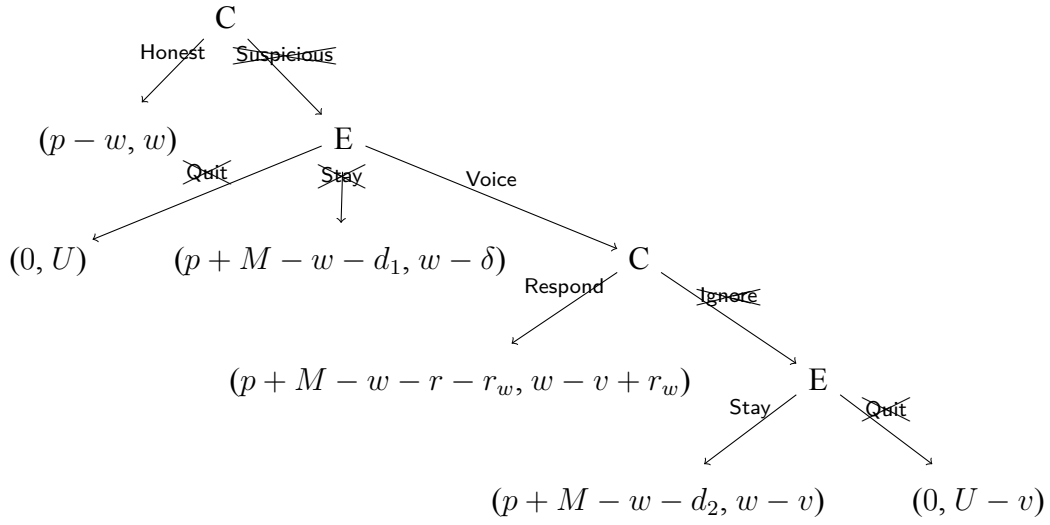 C
Honest Suspicious
(p − w, w) E
Quit Stay Voice
(0, U) (p + M − w − d₁, w − δ) C
Respond Ignore
(p + M − w − r − r_w, w − v + r_w) E
Stay Quit
(p + M − w − d₂, w − v) (0, U − v)